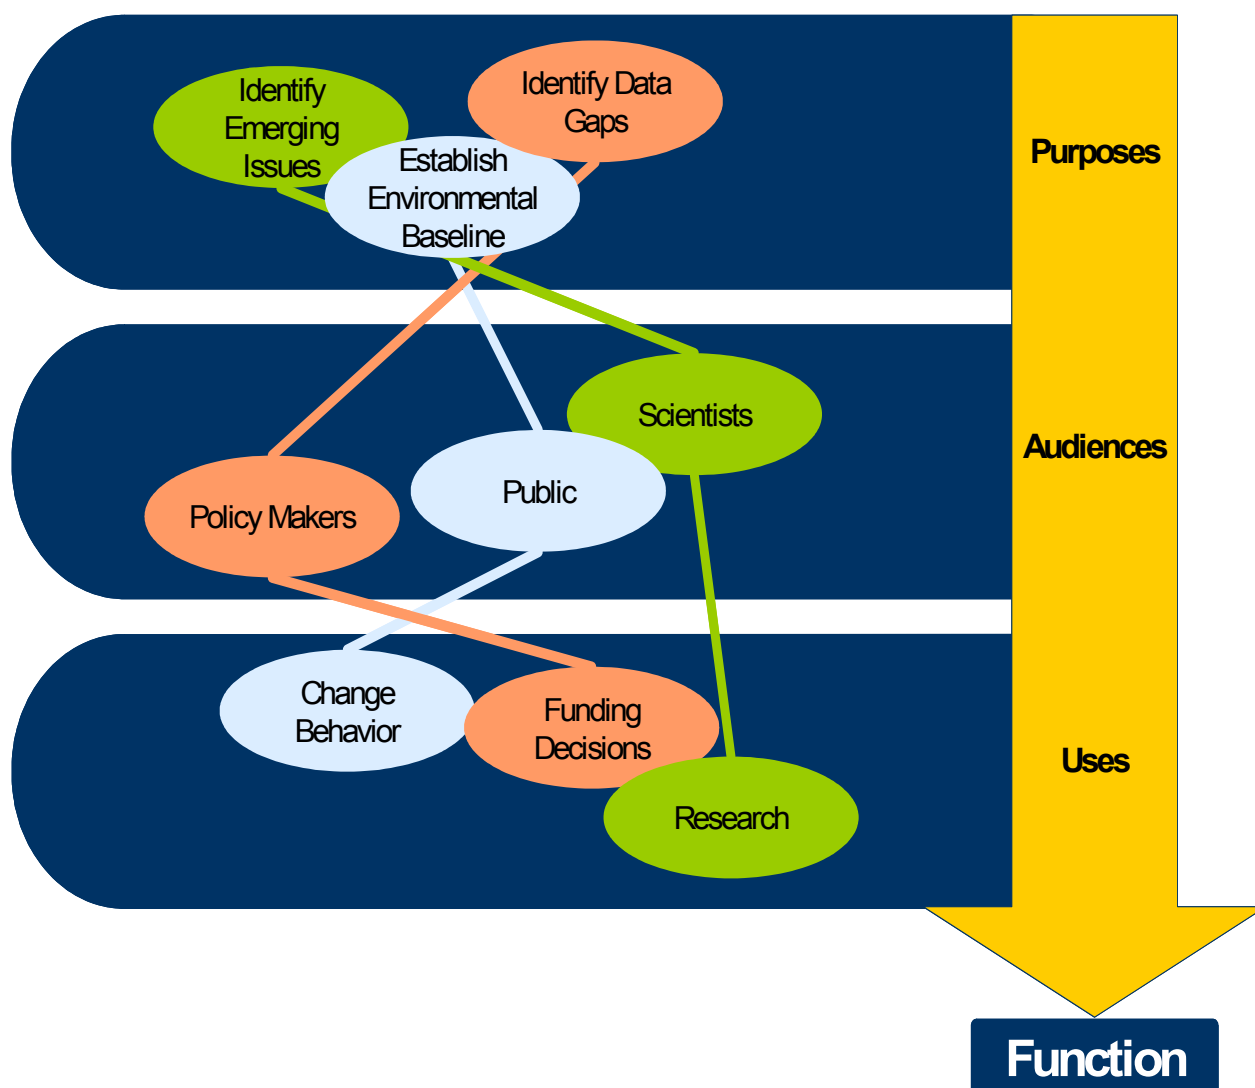 Identify
Emerging
Issues
Identify Data
Gaps
Establish
Environmental
Baseline
Purposes
Scientists
Public
Policy Makers
Audiences
Change
Behavior
Funding
Decisions
Research
Uses
Function